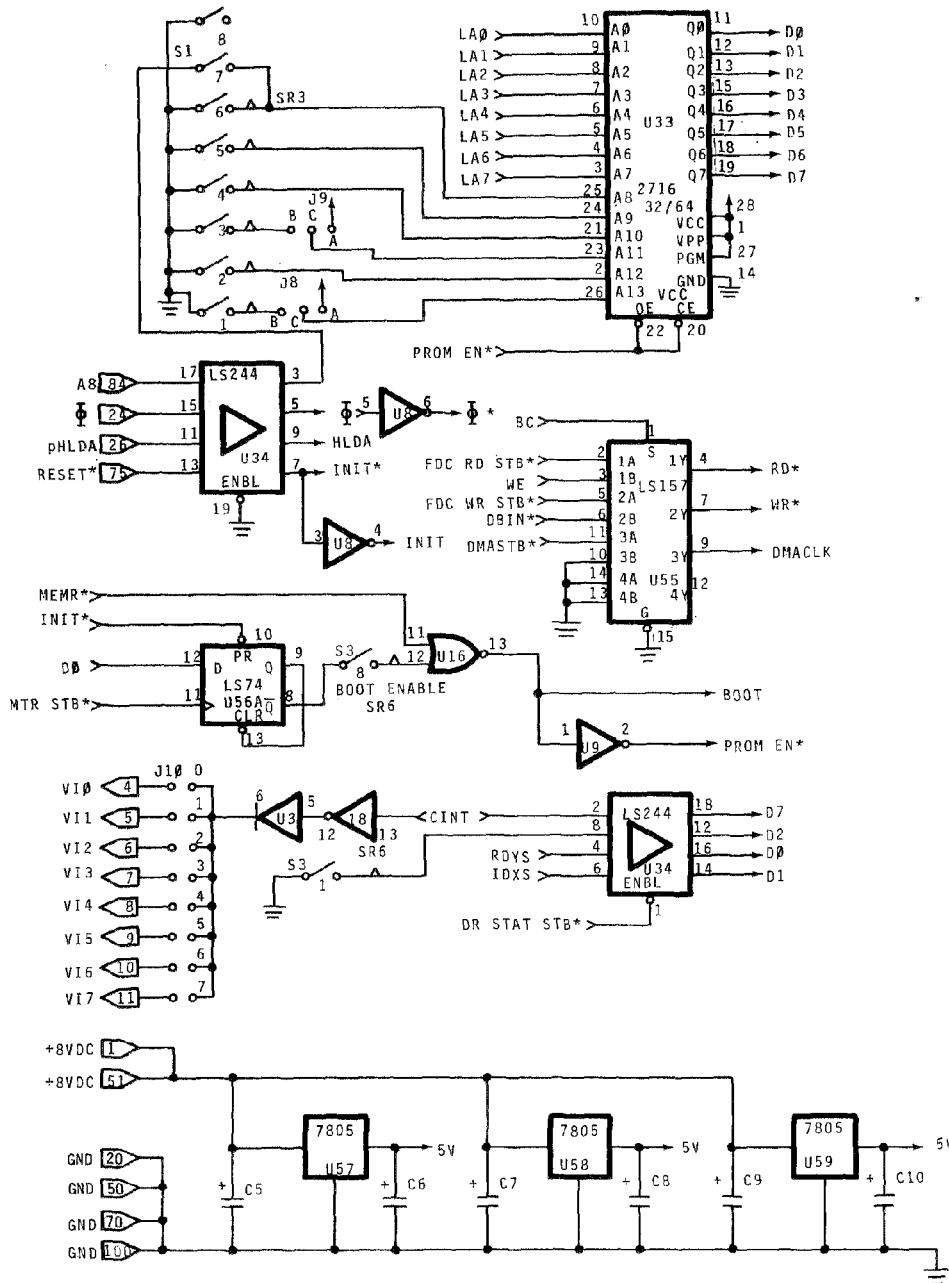 S1
8
7
6 SR3
5
4
3 B C J9 A
2 J8
1 B C A
LAØ 10 AØ QØ 11 DØ
LA1 9 A1 Q1 12 D1
LA2 8 A2 Q2 13 D2
LA3 7 A3 Q3 15 D3
LA4 6 A4 Q4 16 D4
LA5 5 A5 U33 Q5 17 D5
LA6 4 A6 Q6 18 D6
LA7 3 A7 Q7 19 D7
25 A8 2716
24 A9 32/64 VCC 28
21 A10 VPP 1
23 A11 PGM 27
2 A12 GND 14
26 A13 VCC
OE CE
22 20
PROM EN*
A8 84 17 LS244 3
Φ 24 15 5 Φ 5 U8 6 Φ *
pHLDA 26 11 9 HLDA
RESET* 75 13 U34 7 INIT*
ENBL
19
3 U8 4 INIT
BC 1 S
FDC RD STB* 2 1A 1Y 4 RD*
WE 3 1B LS157
FDC WR STB* 5 2A 2Y 7 WR*
DBIN* 6 2B
DMASTB* 11 3A
10 3B 3Y 9 DMACLK
14 4A U55 12
13 4B 4Y
G
15
MEMR*
INIT* 10
PR
DØ 12 D Q 9
LS74
MTR STB* 11 U56A Q 8
CLR
13
S3
8
BOOT ENABLE
SR6
11
12 U16 13
BOOT
1 U9 2 PROM EN*
J1Ø
VIØ 4 0
VI1 5 1
VI2 6 2
VI3 7 3
VI4 8 4
VI5 9 5
VI6 10 6
VI7 11 7
6 U3 5 12 18 13 CINT
SR6
S3
1
2 LS244 18 D7
8 12 D2
RDYS 4 16 DØ
IDXS 6 U34 14 D1
ENBL
1
DR STAT STB*
+8VDC 1
+8VDC 51
GND 20
GND 50
GND 70
GND 100
7805 5V
U57
+ C5 + C6
7805 5V
U58
+ C7 + C8
7805 5V
U59
+ C9 + C10